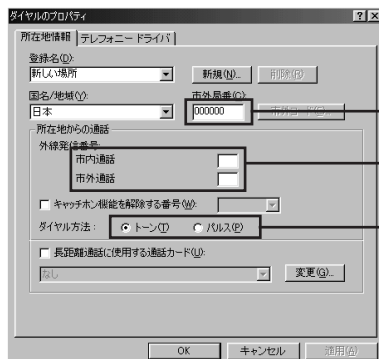 ダイヤルのプロパティ
所在地情報 テレフォニー ドライバ
登録名(D):
新しい場所 新規(N)... 削除(R)
国名/地域(Y): 市外局番(C):
日本 000000
所在地からの通話
外線発信番号
市内通話
市外通話
キャッチホン機能を解除する番号(W):
ダイヤル方法: トーン(T) パルス(P)
長距離通話に使用する通話カード(U):
なし 変更(G)...
OK キャンセル 適用(A)